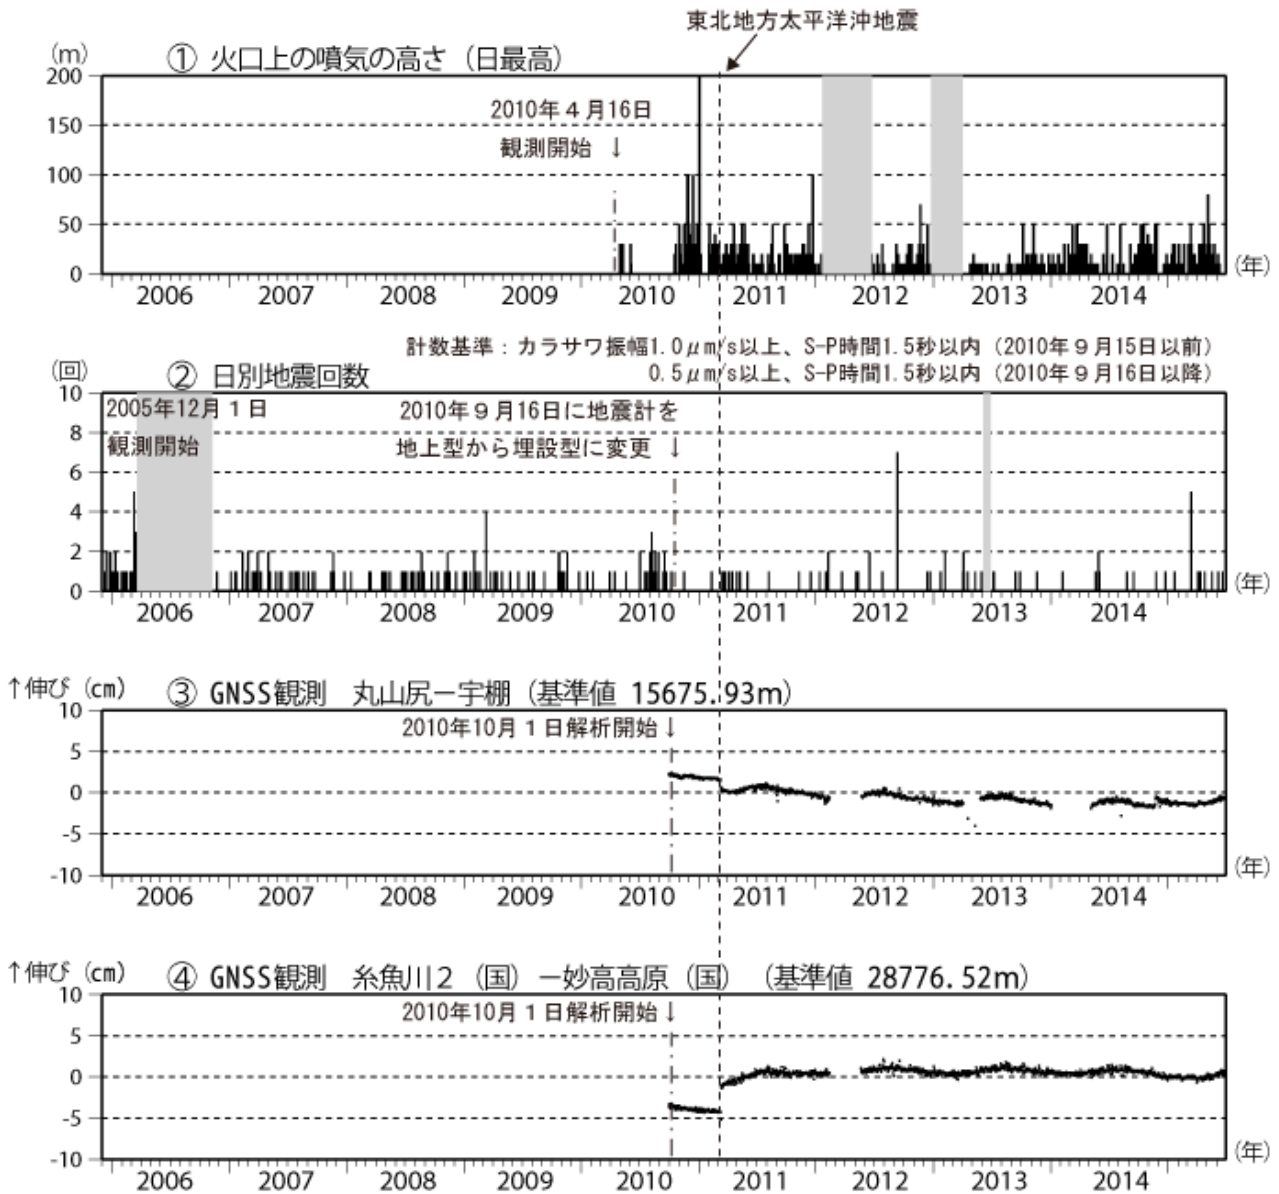 東北地方太平洋沖地震
(m) ① 火口上の噴気の高さ（日最高）
200
150
100
50
0
2010年４月16日
観測開始 ↓
2006 2007 2008 2009 2010 2011 2012 2013 2014 (年)
計数基準：カラサワ振幅1.0μm/s以上、S-P時間1.5秒以内（2010年９月15日以前）
0.5μm/s以上、S-P時間1.5秒以内（2010年９月16日以降）
(回) ② 日別地震回数
10
8
6
4
2
0
2005年12月１日
観測開始
2010年９月16日に地震計を
地上型から埋設型に変更 ↓
2006 2007 2008 2009 2010 2011 2012 2013 2014 (年)
↑伸び（cm） ③ GNSS観測 丸山尻－宇棚（基準値 15675.93m）
10
5
0
-5
-10
2010年10月１日解析開始↓
2006 2007 2008 2009 2010 2011 2012 2013 2014 (年)
↑伸び（cm） ④ GNSS観測 糸魚川２（国）－妙高高原（国）（基準値 28776.52m）
10
5
0
-5
-10
2010年10月１日解析開始↓
2006 2007 2008 2009 2010 2011 2012 2013 2014 (年)